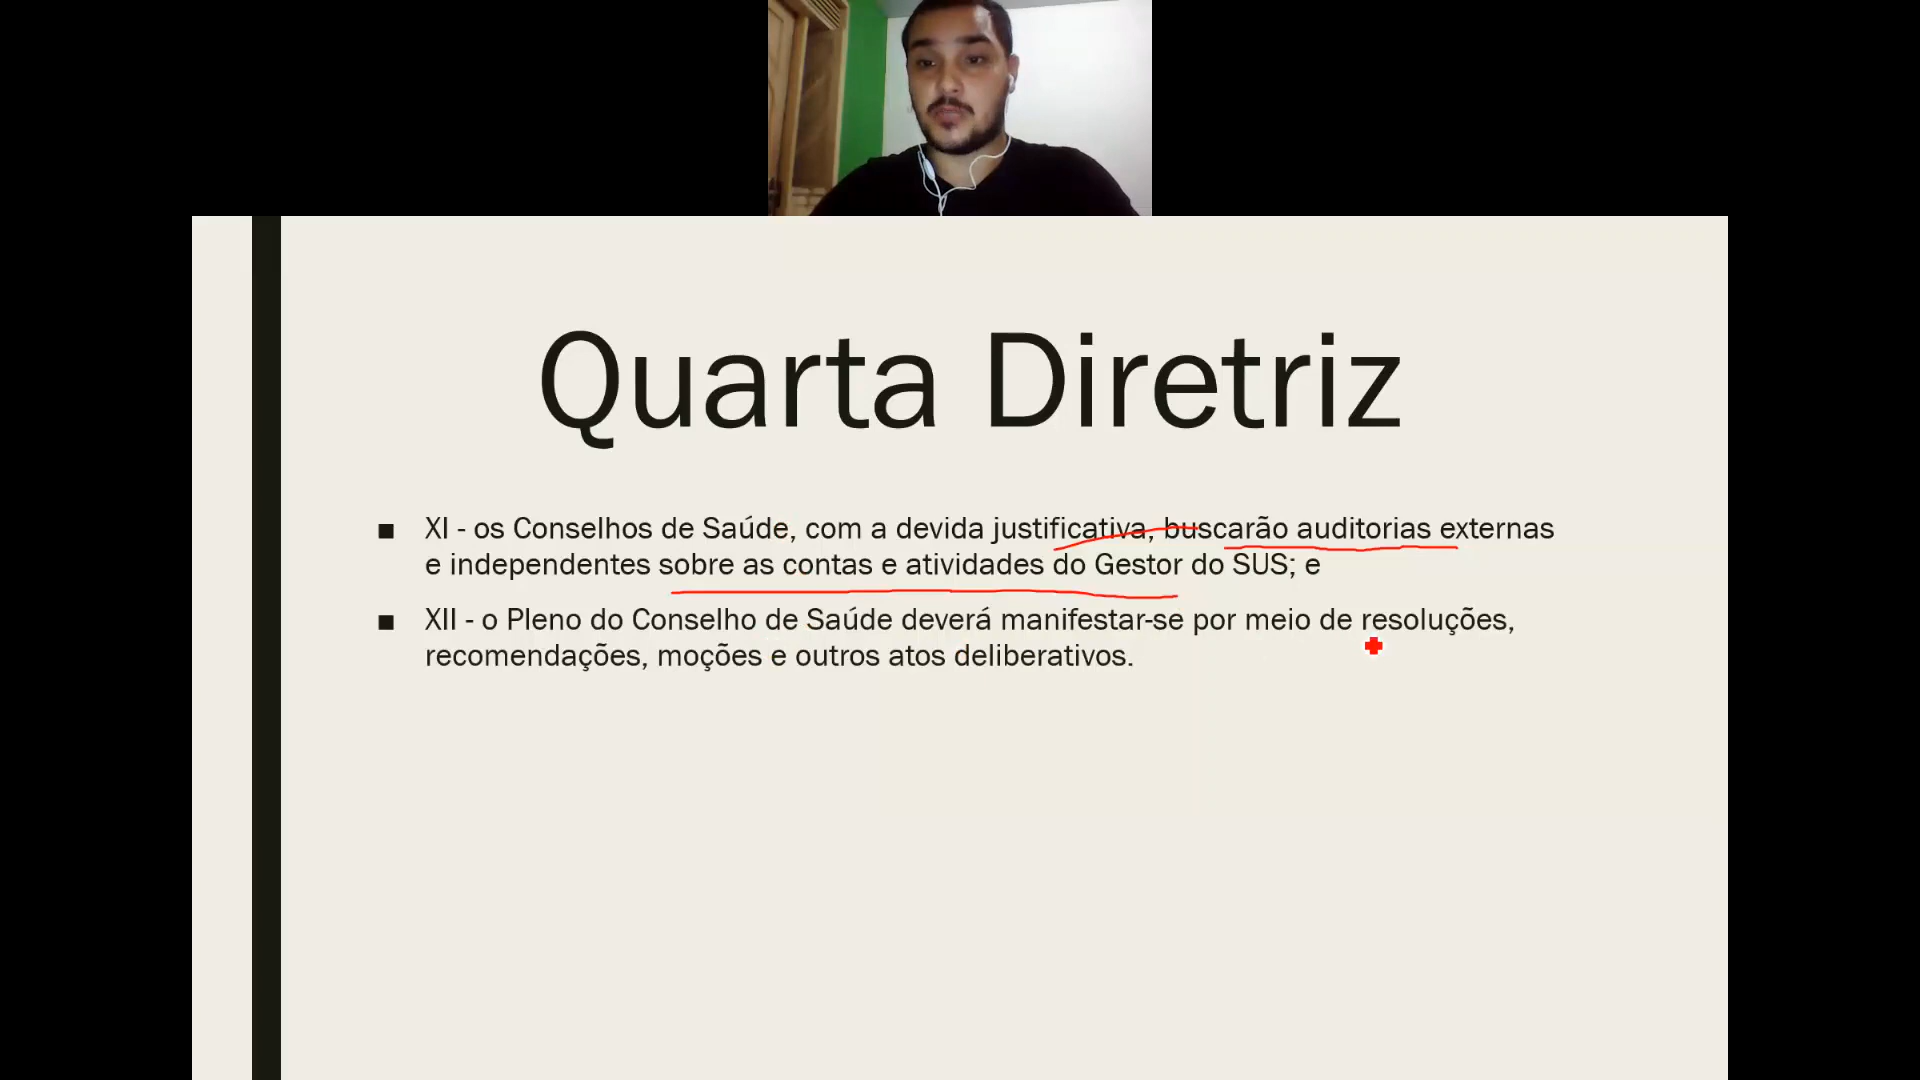 Quarta Diretriz
■ XI - os Conselhos de Saúde, com a devida justificativa, buscarão auditorias externas
e independentes sobre as contas e atividades do Gestor do SUS; e
■ XII - o Pleno do Conselho de Saúde deverá manifestar-se por meio de resoluções,
recomendações, moções e outros atos deliberativos.